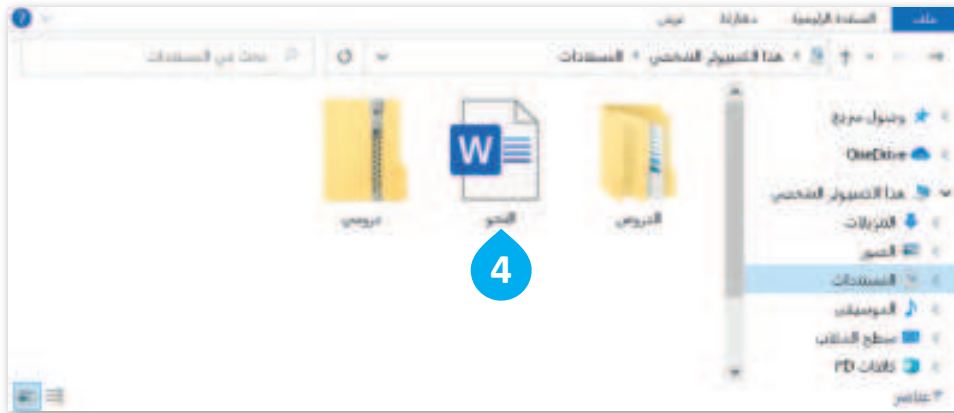 ملف الصفحة الرئيسية مشاركة عرض
هذا الكمبيوتر الشخصي المستندات
بحث في المستندات
وصول سريع
OneDrive
هذا الكمبيوتر الشخصي
التنزيلات
الصور
المستندات
الموسيقى
سطح المكتب
كائنات 3D
الدروس
W
النحو
دروسي
4
٣ عناصر